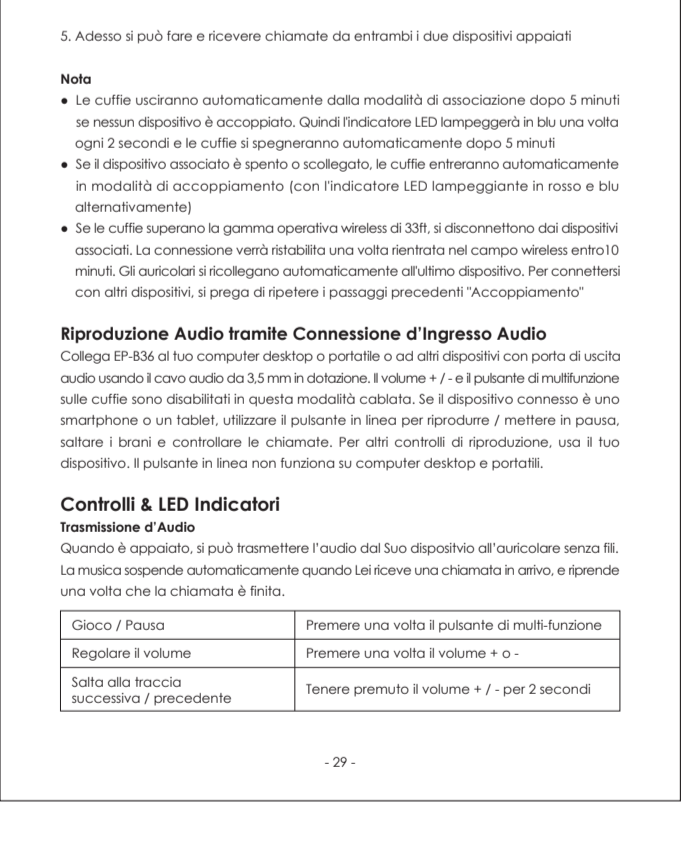 5. Adesso si può fare e ricevere chiamate da entrambi i due dispositivi appaiati
Nota
● Le cuffie usciranno automaticamente dalla modalità di associazione dopo 5 minuti
se nessun dispositivo è accoppiato. Quindi l'indicatore LED lampeggerà in blu una volta
ogni 2 secondi e le cuffie si spegneranno automaticamente dopo 5 minuti
● Se il dispositivo associato è spento o scollegato, le cuffie entreranno automaticamente
in modalità di accoppiamento (con l'indicatore LED lampeggiante in rosso e blu
alternativamente)
● Se le cuffie superano la gamma operativa wireless di 33ft, si disconnettono dai dispositivi
associati. La connessione verrà ristabilita una volta rientrata nel campo wireless entro10
minuti. Gli auricolari si ricollegano automaticamente all'ultimo dispositivo. Per connettersi
con altri dispositivi, si prega di ripetere i passaggi precedenti "Accoppiamento"
Riproduzione Audio tramite Connessione d'Ingresso Audio
Collega EP-B36 al tuo computer desktop o portatile o ad altri dispositivi con porta di uscita
audio usando il cavo audio da 3,5 mm in dotazione. Il volume + / - e il pulsante di multifunzione
sulle cuffie sono disabilitati in questa modalità cablata. Se il dispositivo connesso è uno
smartphone o un tablet, utilizzare il pulsante in linea per riprodurre / mettere in pausa,
saltare i brani e controllare le chiamate. Per altri controlli di riproduzione, usa il tuo
dispositivo. Il pulsante in linea non funziona su computer desktop e portatili.
Controlli & LED Indicatori
Trasmissione d'Audio
Quando è appaiato, si può trasmettere l'audio dal Suo dispositvio all'auricolare senza fili.
La musica sospende automaticamente quando Lei riceve una chiamata in arrivo, e riprende
una volta che la chiamata è finita.
Gioco / Pausa
Premere una volta il pulsante di multi-funzione
Regolare il volume
Premere una volta il volume + o -
Salta alla traccia
successiva / precedente
Tenere premuto il volume + / - per 2 secondi
- 29 -